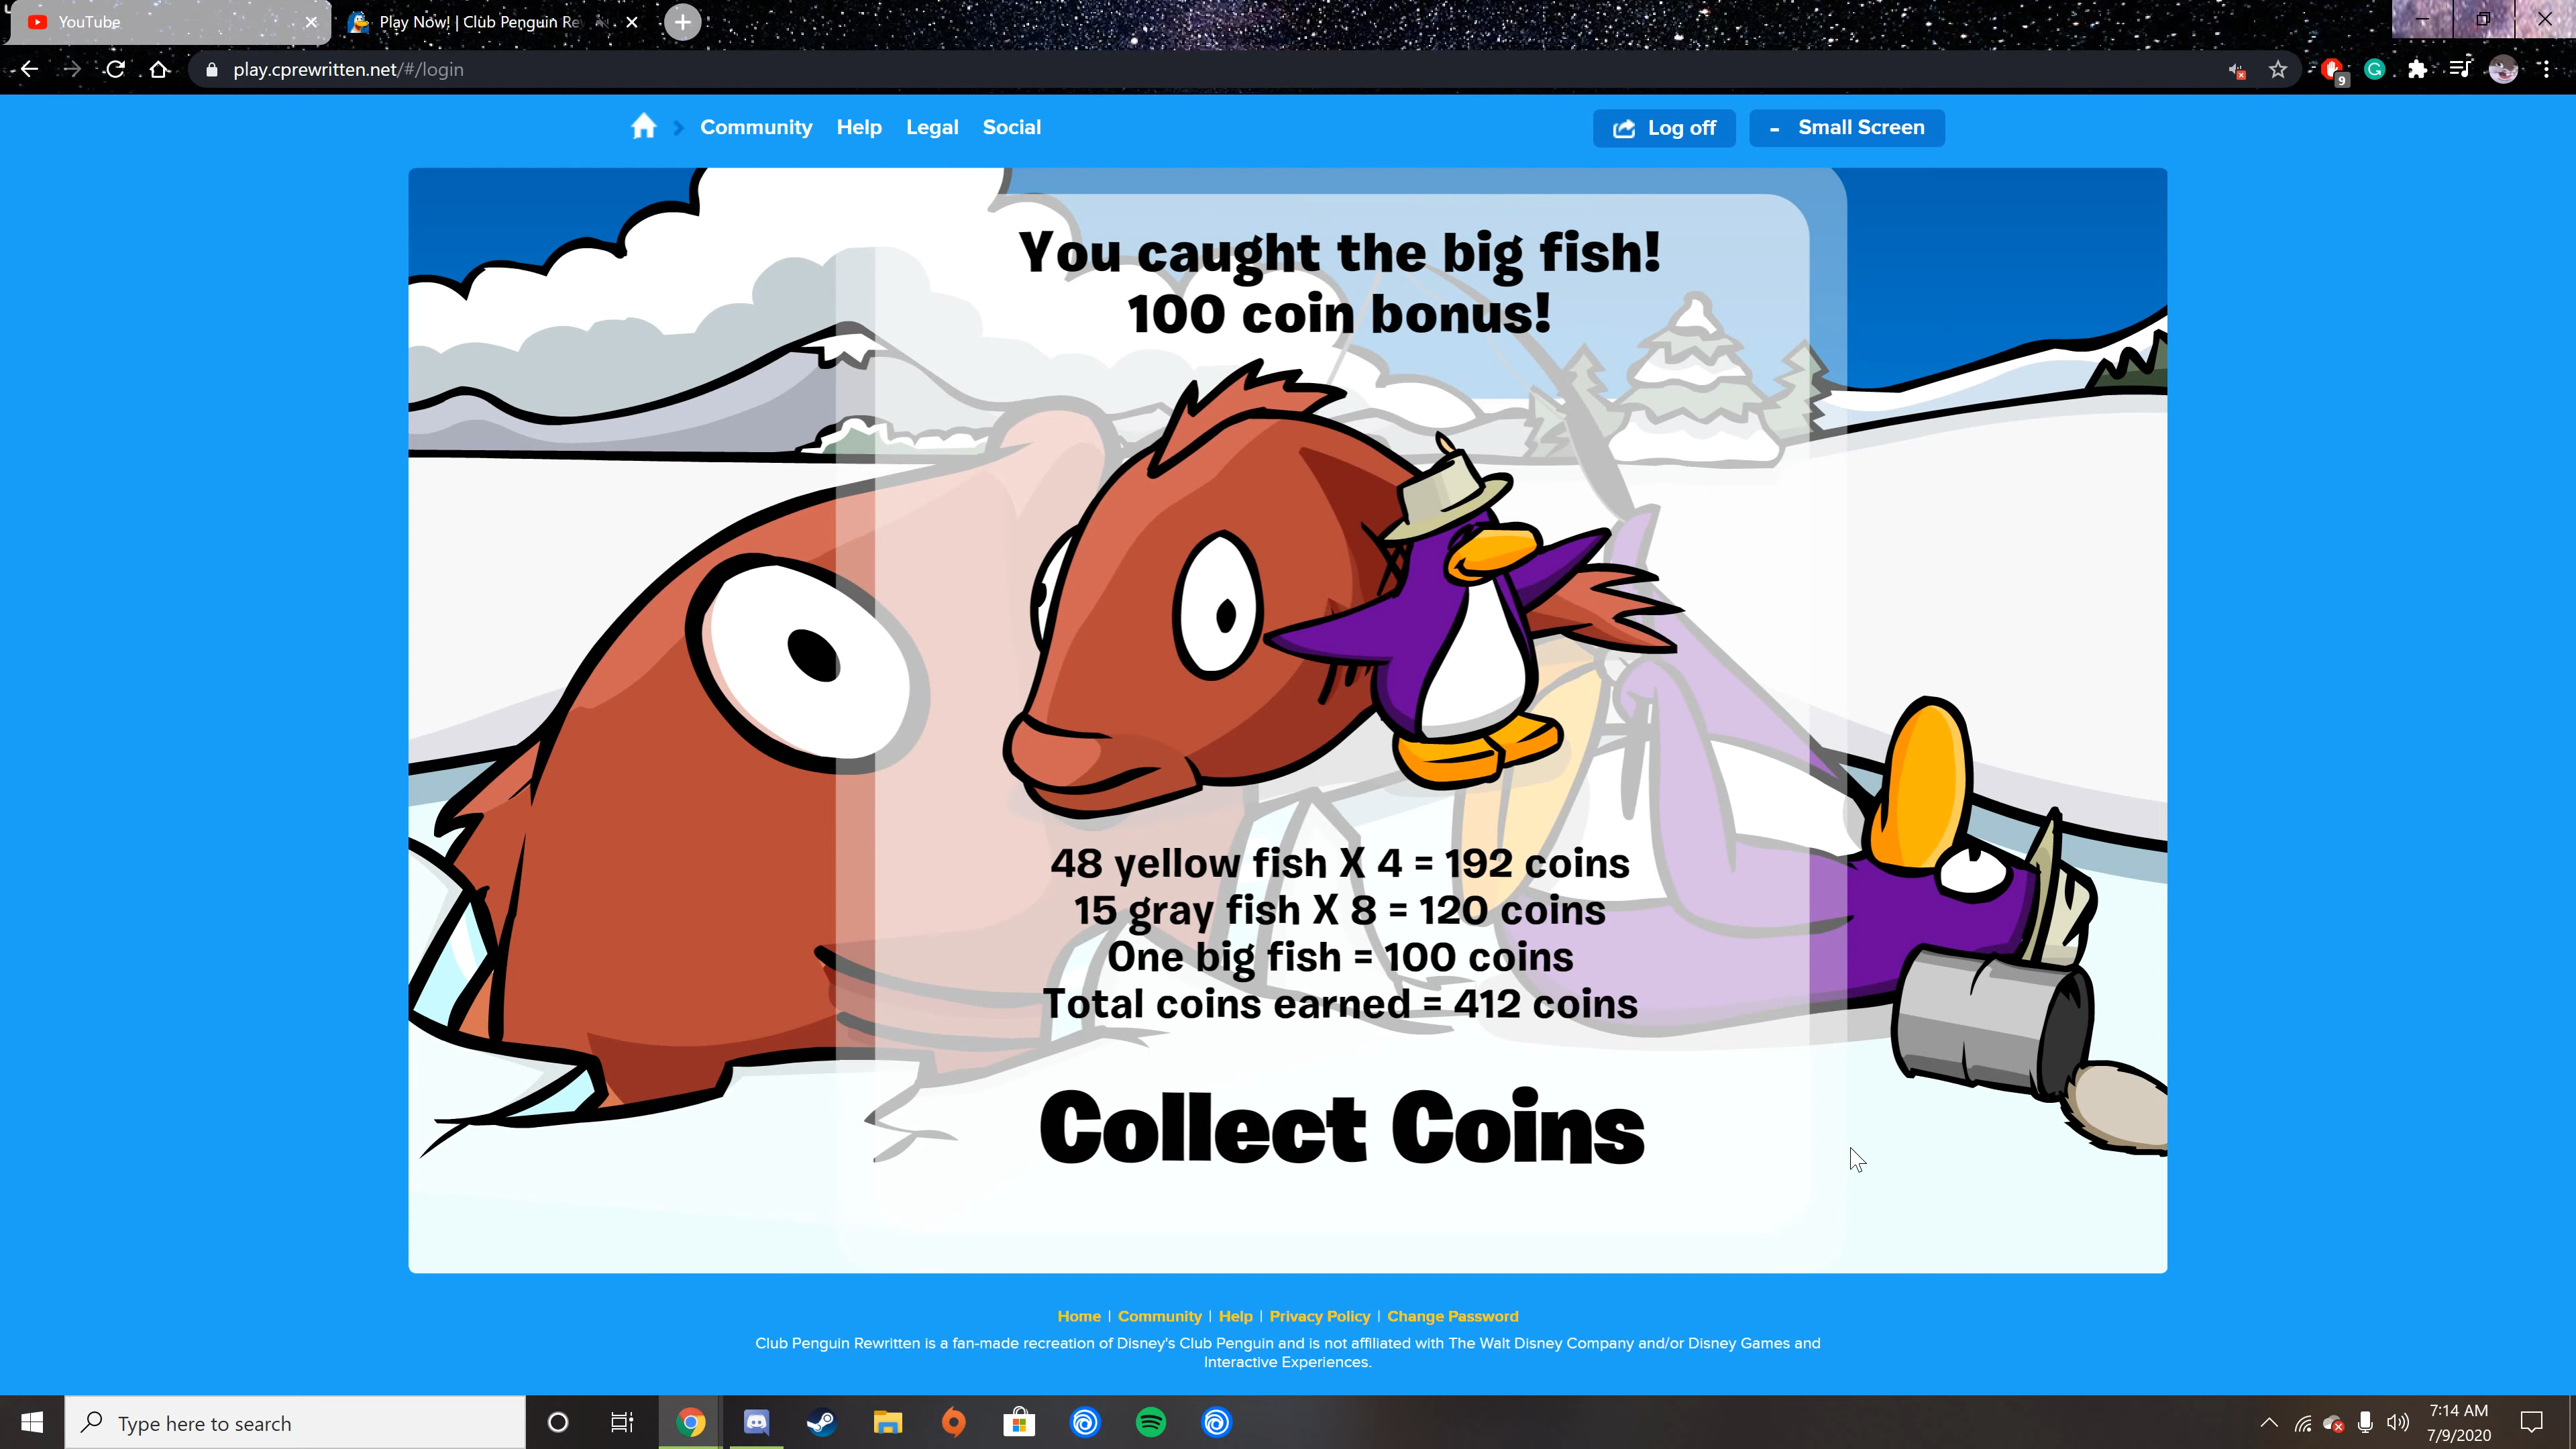 YouTube
Play Now! | Club Penguin Re
play.cprewritten.net/#/login
9
Community Help Legal Social
Log off
- Small Screen
You caught the big fish!
100 coin bonus!
48 yellow fish X 4 = 192 coins
15 gray fish X 8 = 120 coins
One big fish = 100 coins
Total coins earned = 412 coins
Collect Coins
Home | Community | Help | Privacy Policy | Change Password
Club Penguin Rewritten is a fan-made recreation of Disney's Club Penguin and is not affiliated with The Walt Disney Company and/or Disney Games and
Interactive Experiences.
Type here to search
7:14 AM
7/9/2020